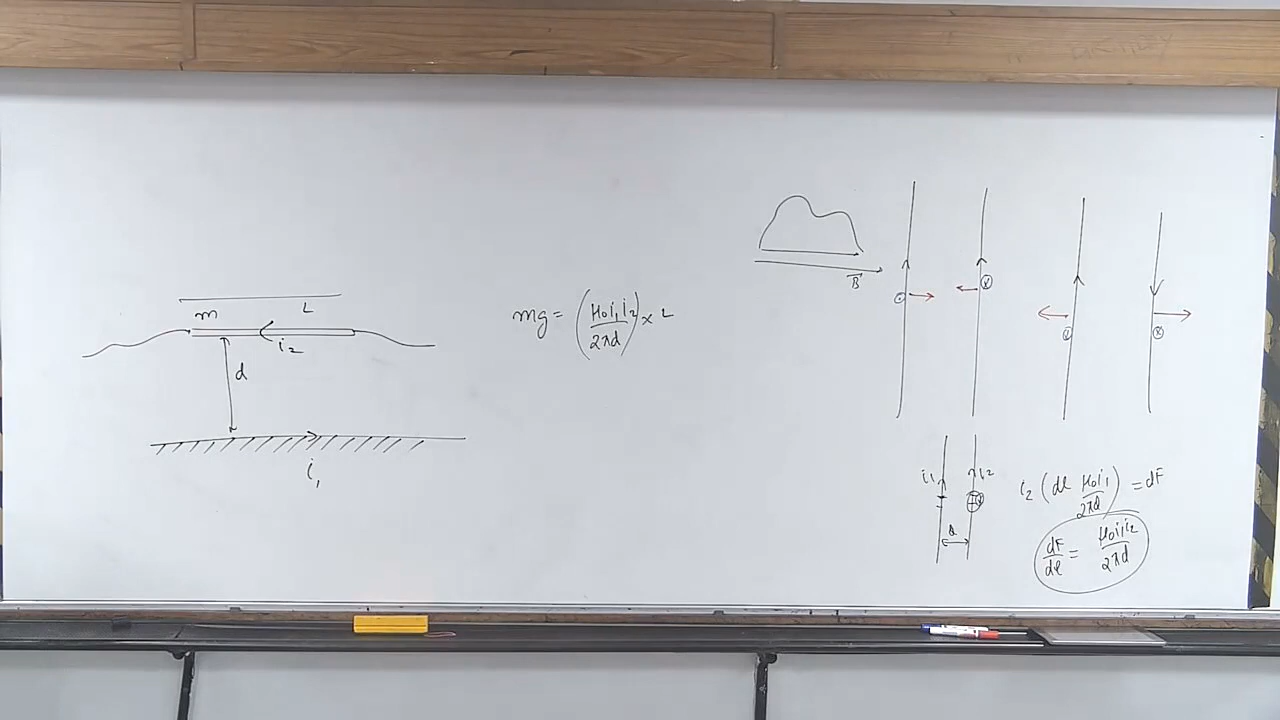 m
L
i₂
d
i₁
mg = (μ₀i₁i₂/2πd) × L
B⃗
i₁ i₂
d
i₂ (dℓ μ₀i₁/2πd) = dF
dF/dℓ = μ₀i₁i₂/2πd